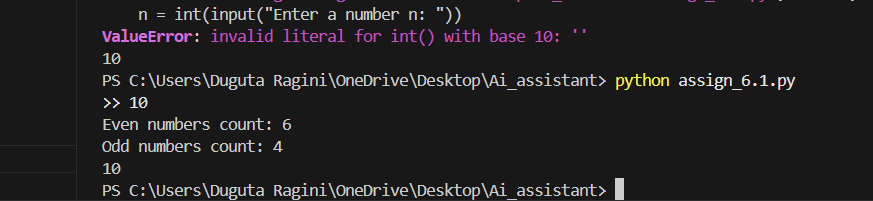 n = int(input("Enter a number n: "))
ValueError: invalid literal for int() with base 10: ''
10
PS C:\Users\Duguta Ragini\OneDrive\Desktop\Ai_assistant> python assign_6.1.py
>> 10
Even numbers count: 6
Odd numbers count: 4
10
PS C:\Users\Duguta Ragini\OneDrive\Desktop\Ai_assistant>